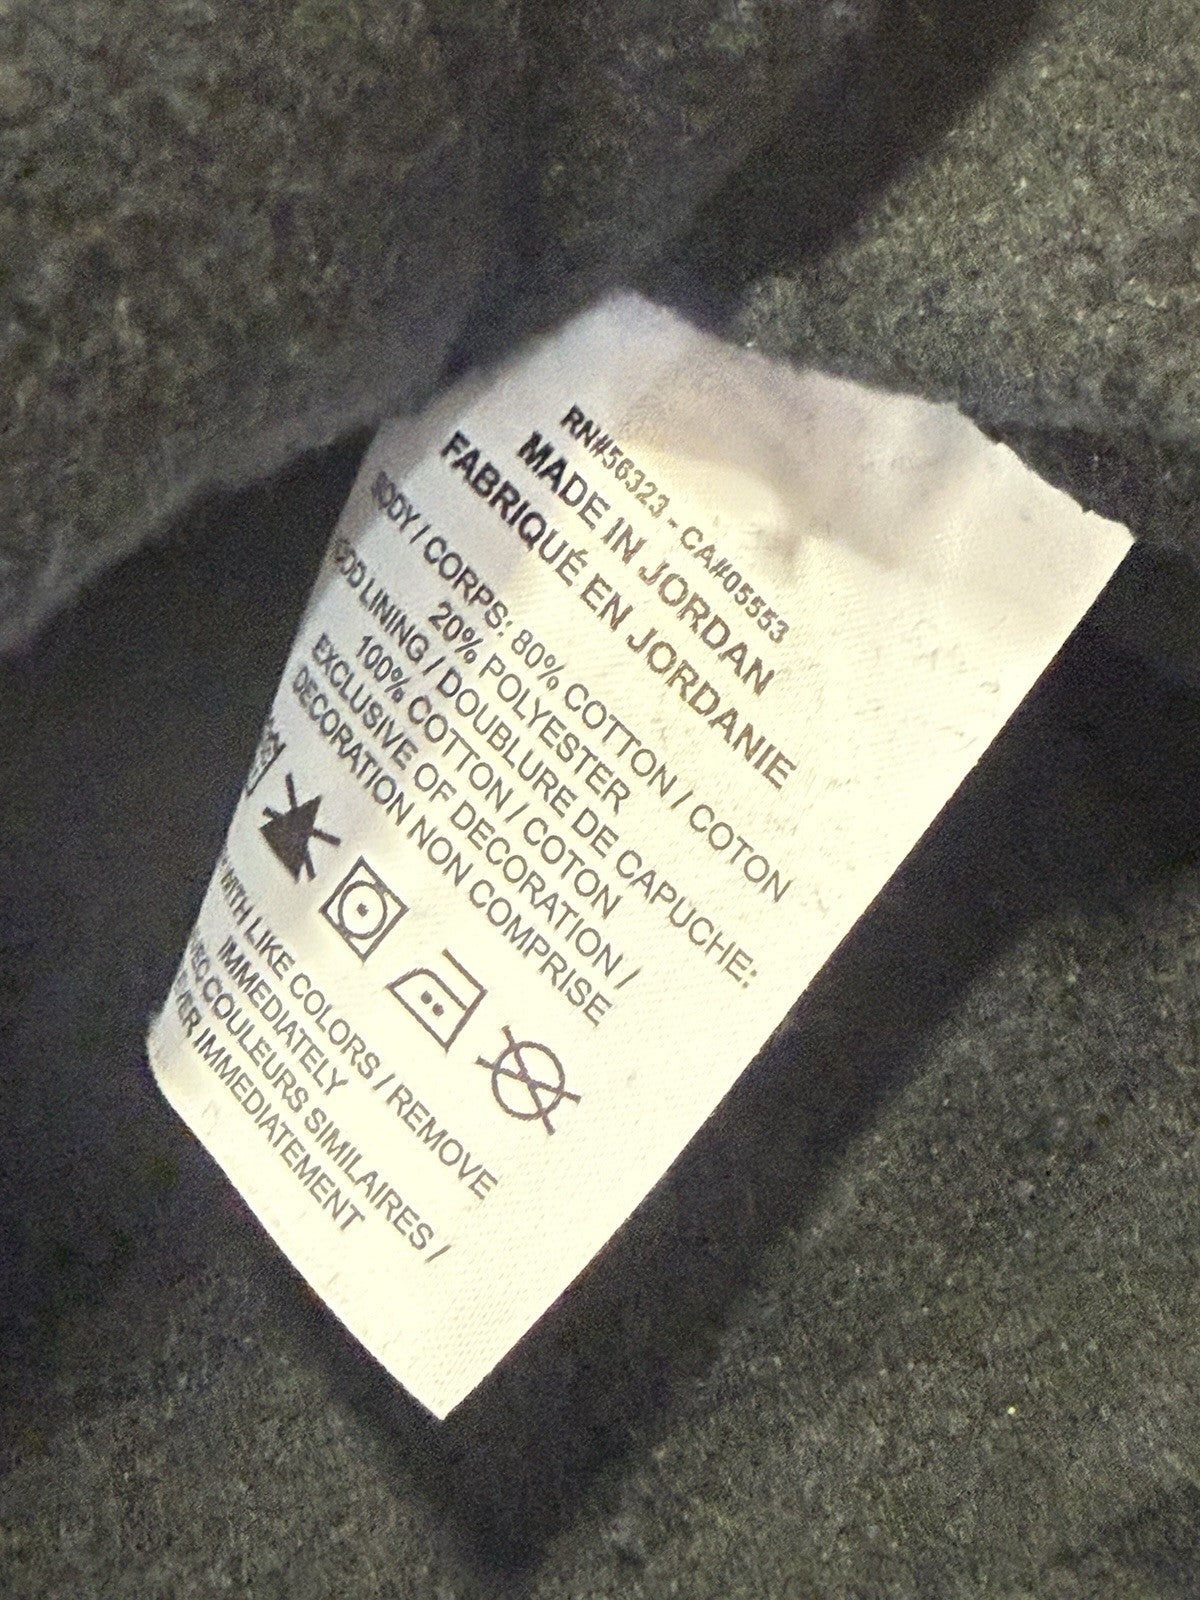 RN#56323 - CA#05553
MADE IN JORDAN
FABRIQUÉ EN JORDANIE
BODY / CORPS: 80% COTTON / COTON
20% POLYESTER
LINING / DOUBLURE DE CAPUCHE:
100% COTTON / COTON
EXCLUSIVE OF DECORATION /
DECORATION NON COMPRISE
WITH LIKE COLORS / REMOVE
IMMEDIATELY
COULEURS SIMILAIRES /
IMMEDIATEMENT